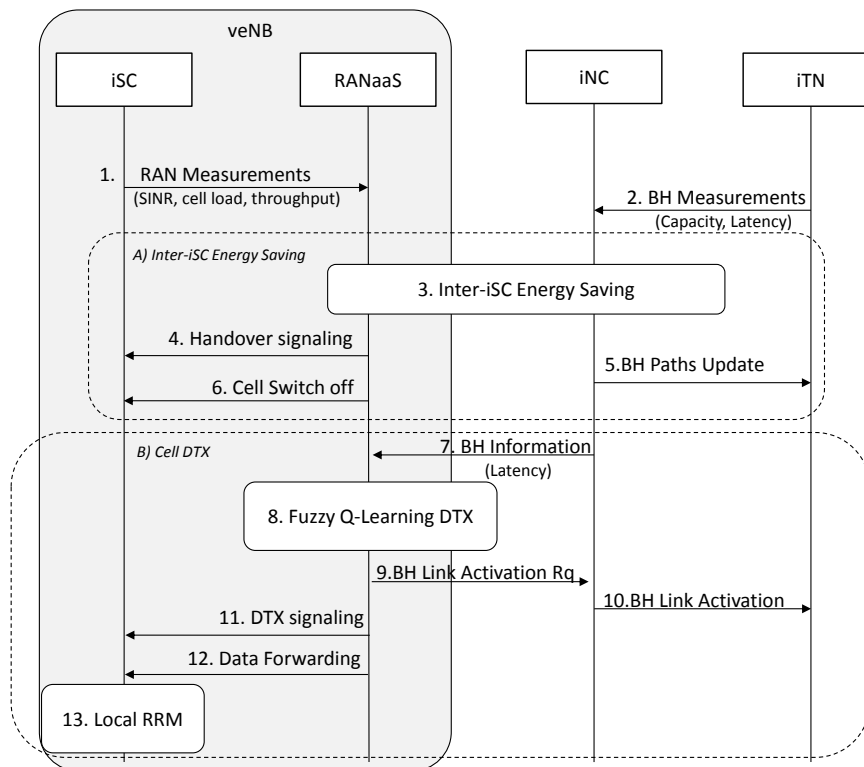 veNB
iSC
RANaaS
iNC
iTN
1. RAN Measurements
(SINR, cell load, throughput)
2. BH Measurements
(Capacity, Latency)
A) Inter-iSC Energy Saving
3. Inter-iSC Energy Saving
4. Handover signaling
5.BH Paths Update
6. Cell Switch off
B) Cell DTX
7. BH Information
(Latency)
8. Fuzzy Q-Learning DTX
9.BH Link Activation Rq
10.BH Link Activation
11. DTX signaling
12. Data Forwarding
13. Local RRM